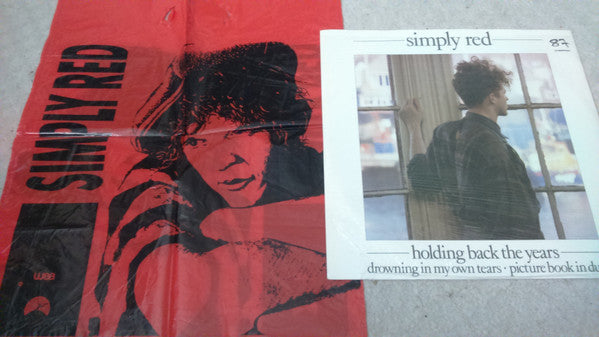 SIMPLY RED
wea
simply red
87
holding back the years
drowning in my own tears · picture book in du